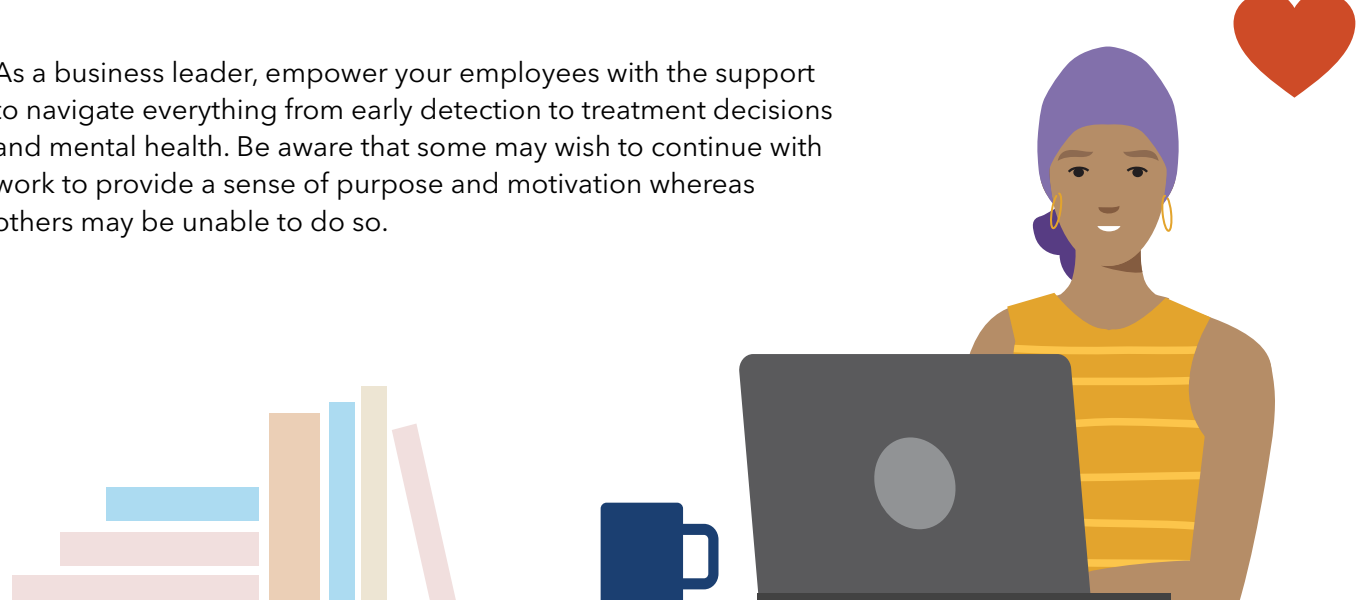 As a business leader, empower your employees with the support
to navigate everything from early detection to treatment decisions
and mental health. Be aware that some may wish to continue with
work to provide a sense of purpose and motivation whereas
others may be unable to do so.